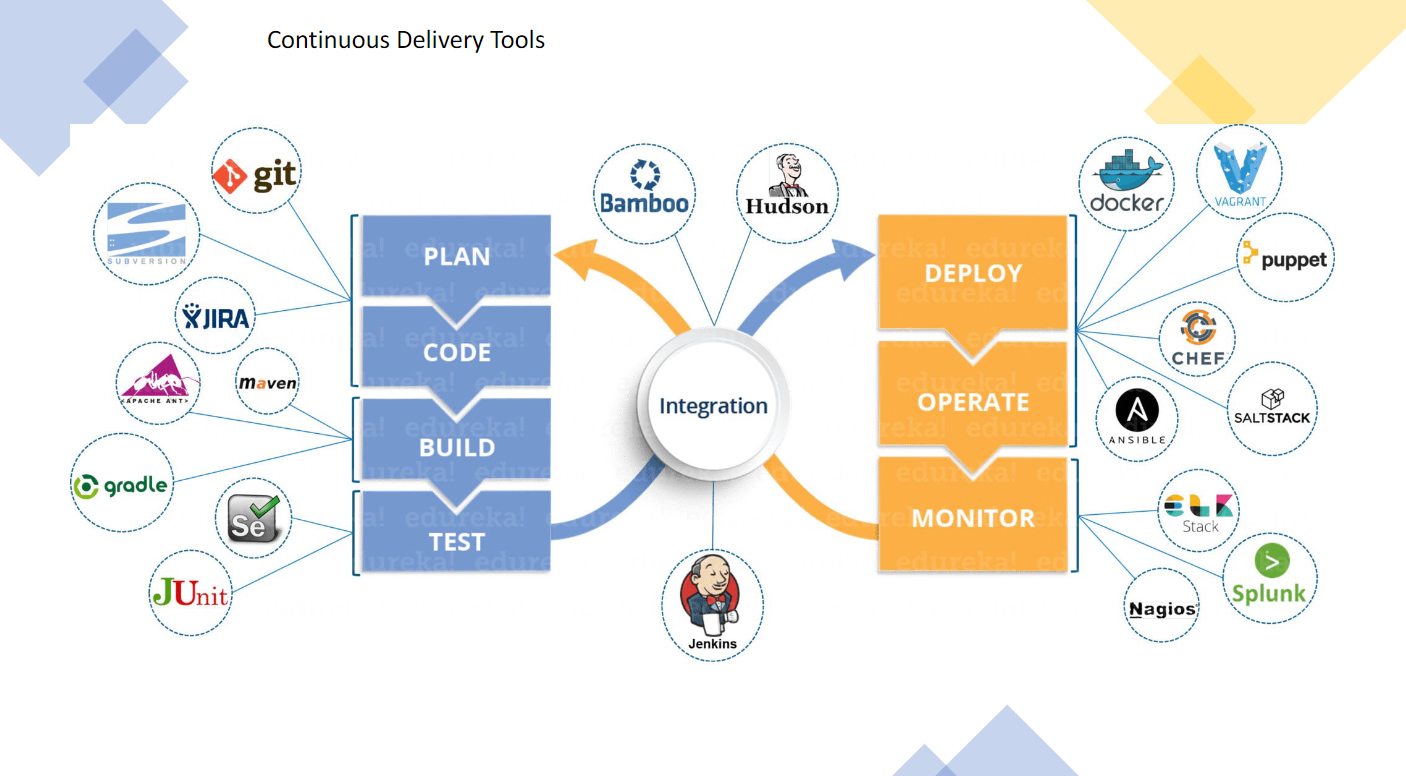 Continuous Delivery Tools
git
SUBVERSION
JIRA
<APACHE ANT>
maven
gradle
Se
JUnit
PLAN
CODE
BUILD
TEST
Bamboo
Hudson
Integration
Jenkins
DEPLOY
OPERATE
MONITOR
docker
VAGRANT
puppet
CHEF
SALTSTACK
ANSIBLE
ELK
Stack
Splunk
Nagios
edureka!